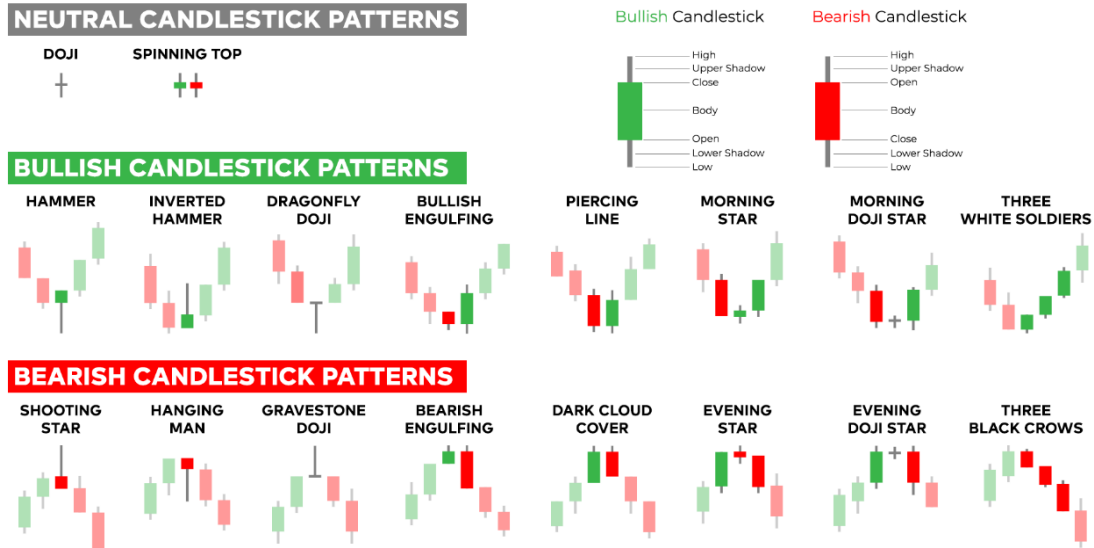 NEUTRAL CANDLESTICK PATTERNS
DOJI
SPINNING TOP
Bullish Candlestick
High
Upper Shadow
Close
Body
Open
Lower Shadow
Low
Bearish Candlestick
High
Upper Shadow
Open
Body
Close
Lower Shadow
Low
BULLISH CANDLESTICK PATTERNS
HAMMER
INVERTED
HAMMER
DRAGONFLY
DOJI
BULLISH
ENGULFING
PIERCING
LINE
MORNING
STAR
MORNING
DOJI STAR
THREE
WHITE SOLDIERS
BEARISH CANDLESTICK PATTERNS
SHOOTING
STAR
HANGING
MAN
GRAVESTONE
DOJI
BEARISH
ENGULFING
DARK CLOUD
COVER
EVENING
STAR
EVENING
DOJI STAR
THREE
BLACK CROWS